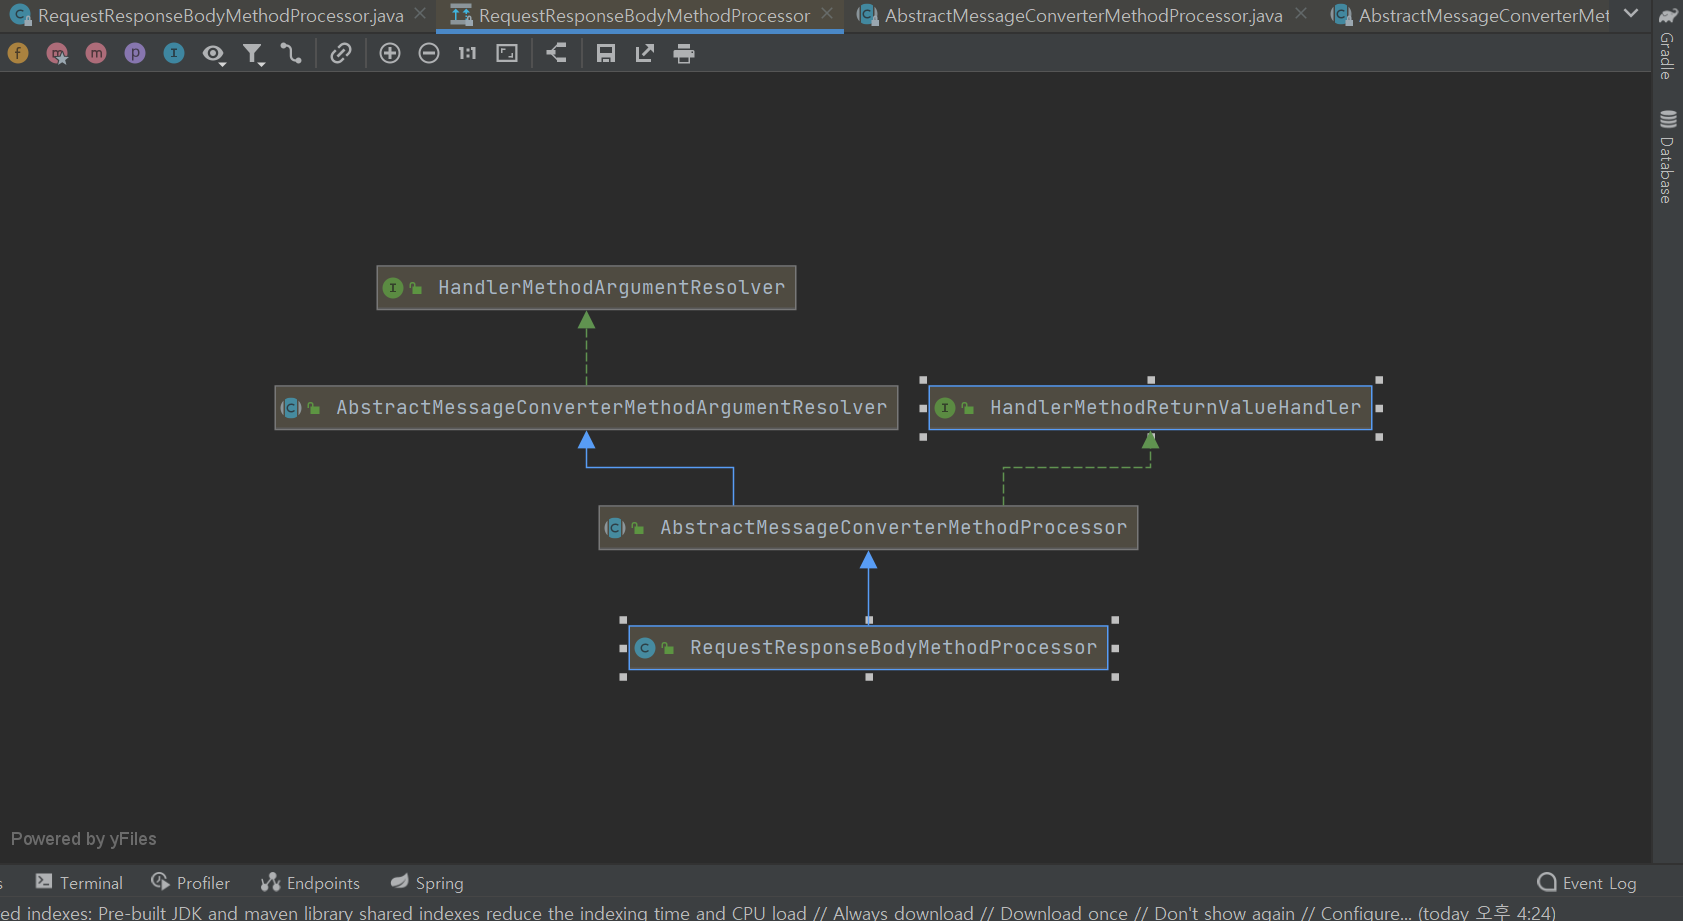 RequestResponseBodyMethodProcessor.java
RequestResponseBodyMethodProcessor
AbstractMessageConverterMethodProcessor.java
AbstractMessageConverterMet
f
m
m
p
I
1:1
Gradle
Database
I HandlerMethodArgumentResolver
C AbstractMessageConverterMethodArgumentResolver
I HandlerMethodReturnValueHandler
C AbstractMessageConverterMethodProcessor
C RequestResponseBodyMethodProcessor
Powered by yFiles
s
Terminal
Profiler
Endpoints
Spring
Event Log
ed indexes: Pre-built JDK and maven library shared indexes reduce the indexing time and CPU load // Always download // Download once // Don't show again // Configure... (today 오후 4:24)